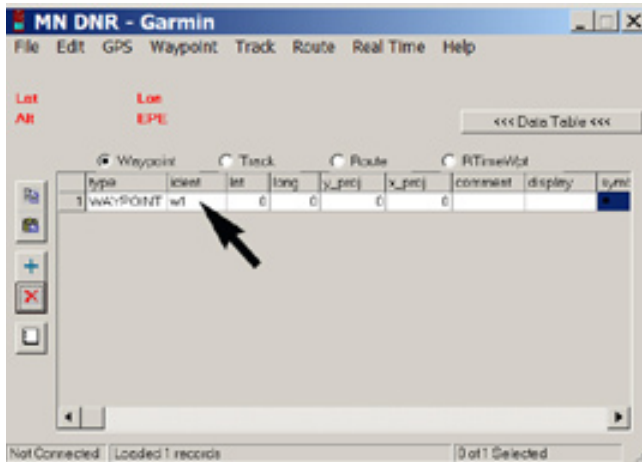 MN DNR - Garmin
File Edit GPS Waypoint Track Route Real Time Help
Lat Lon
Alt EPE
<<< Data Table <<<
Waypoint Track Route RTimeWpt
type ident lat long y_proj x_proj comment display symb
1 WAYPOINT w1 0 0 0 0
Not Connected Loaded 1 records 0 of 1 Selected